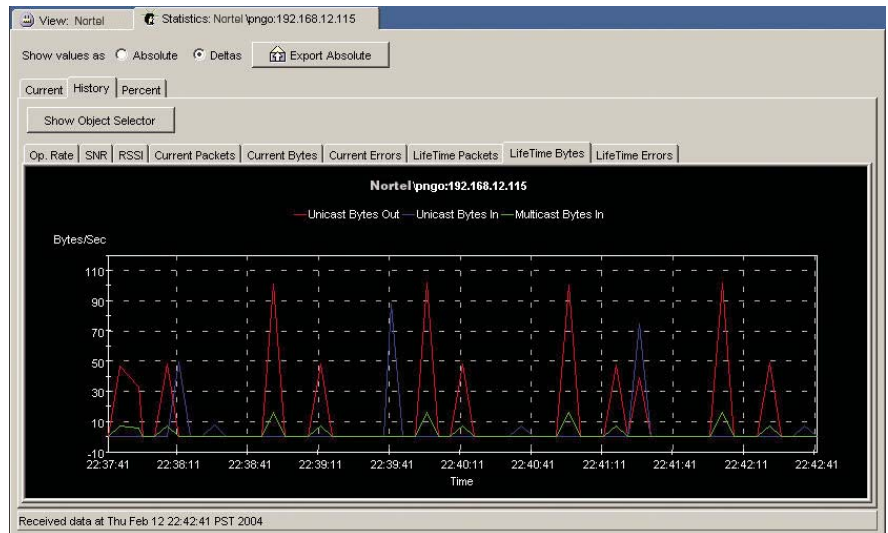 View: Nortel
Statistics: Nortel\pngo:192.168.12.115
Show values as Absolute Deltas Export Absolute
Current History Percent
Show Object Selector
Op. Rate SNR RSSI Current Packets Current Bytes Current Errors LifeTime Packets LifeTime Bytes LifeTime Errors
Nortel\pngo:192.168.12.115
Unicast Bytes Out Unicast Bytes In Multicast Bytes In
Bytes/Sec
110
90
70
50
30
10
-10
22:37:41 22:38:11 22:38:41 22:39:11 22:39:41 22:40:11 22:40:41 22:41:11 22:41:41 22:42:11 22:42:41
Time
Received data at Thu Feb 12 22:42:41 PST 2004